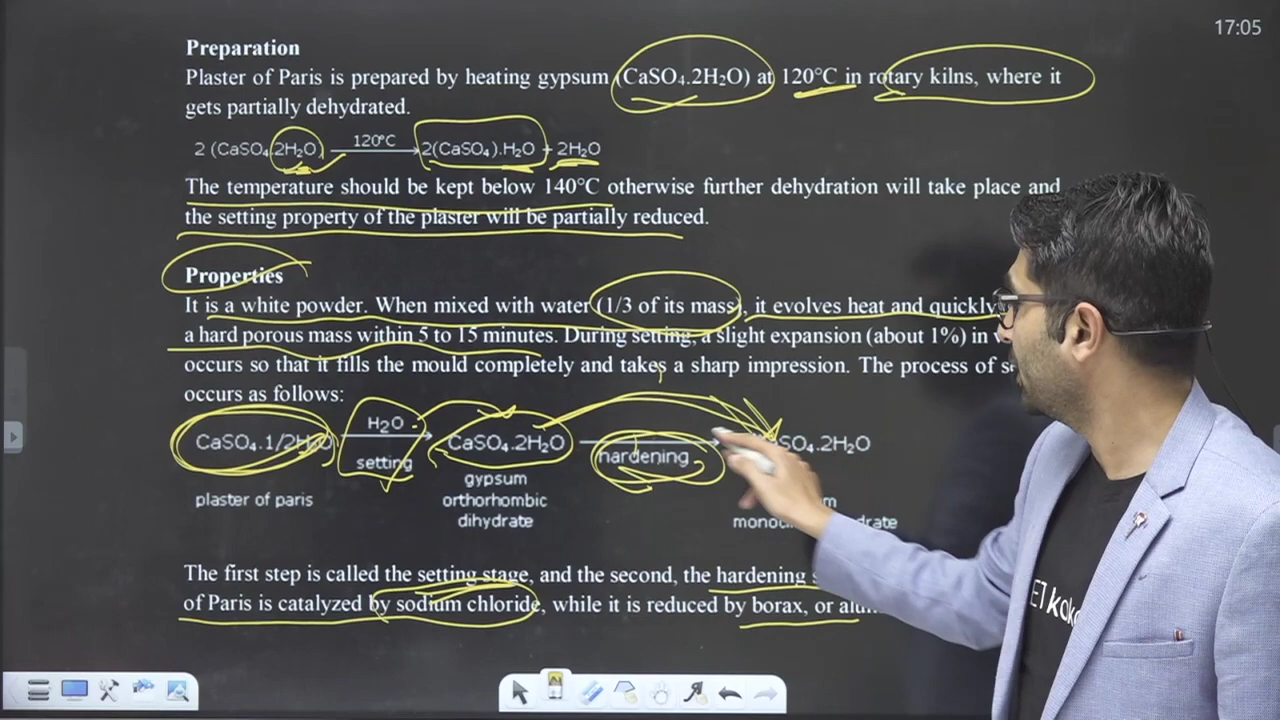 17:05
Preparation
Plaster of Paris is prepared by heating gypsum (CaSO₄.2H₂O) at 120°C in rotary kilns, where it
gets partially dehydrated.
2 (CaSO₄.2H₂O) 120°C 2(CaSO₄).H₂O + 2H₂O
The temperature should be kept below 140°C otherwise further dehydration will take place and
the setting property of the plaster will be partially reduced.
Properties
It is a white powder. When mixed with water (1/3 of its mass), it evolves heat and quickly
a hard porous mass within 5 to 15 minutes. During setting, a slight expansion (about 1%) in
occurs so that it fills the mould completely and takes a sharp impression. The process of
occurs as follows:
CaSO₄.1/2H₂O H₂O setting CaSO₄.2H₂O hardening SO₄.2H₂O
plaster of paris gypsum
orthorhombic
dihydrate
The first step is called the setting stage, and the second, the hardening
of Paris is catalyzed by sodium chloride, while it is reduced by borax, or